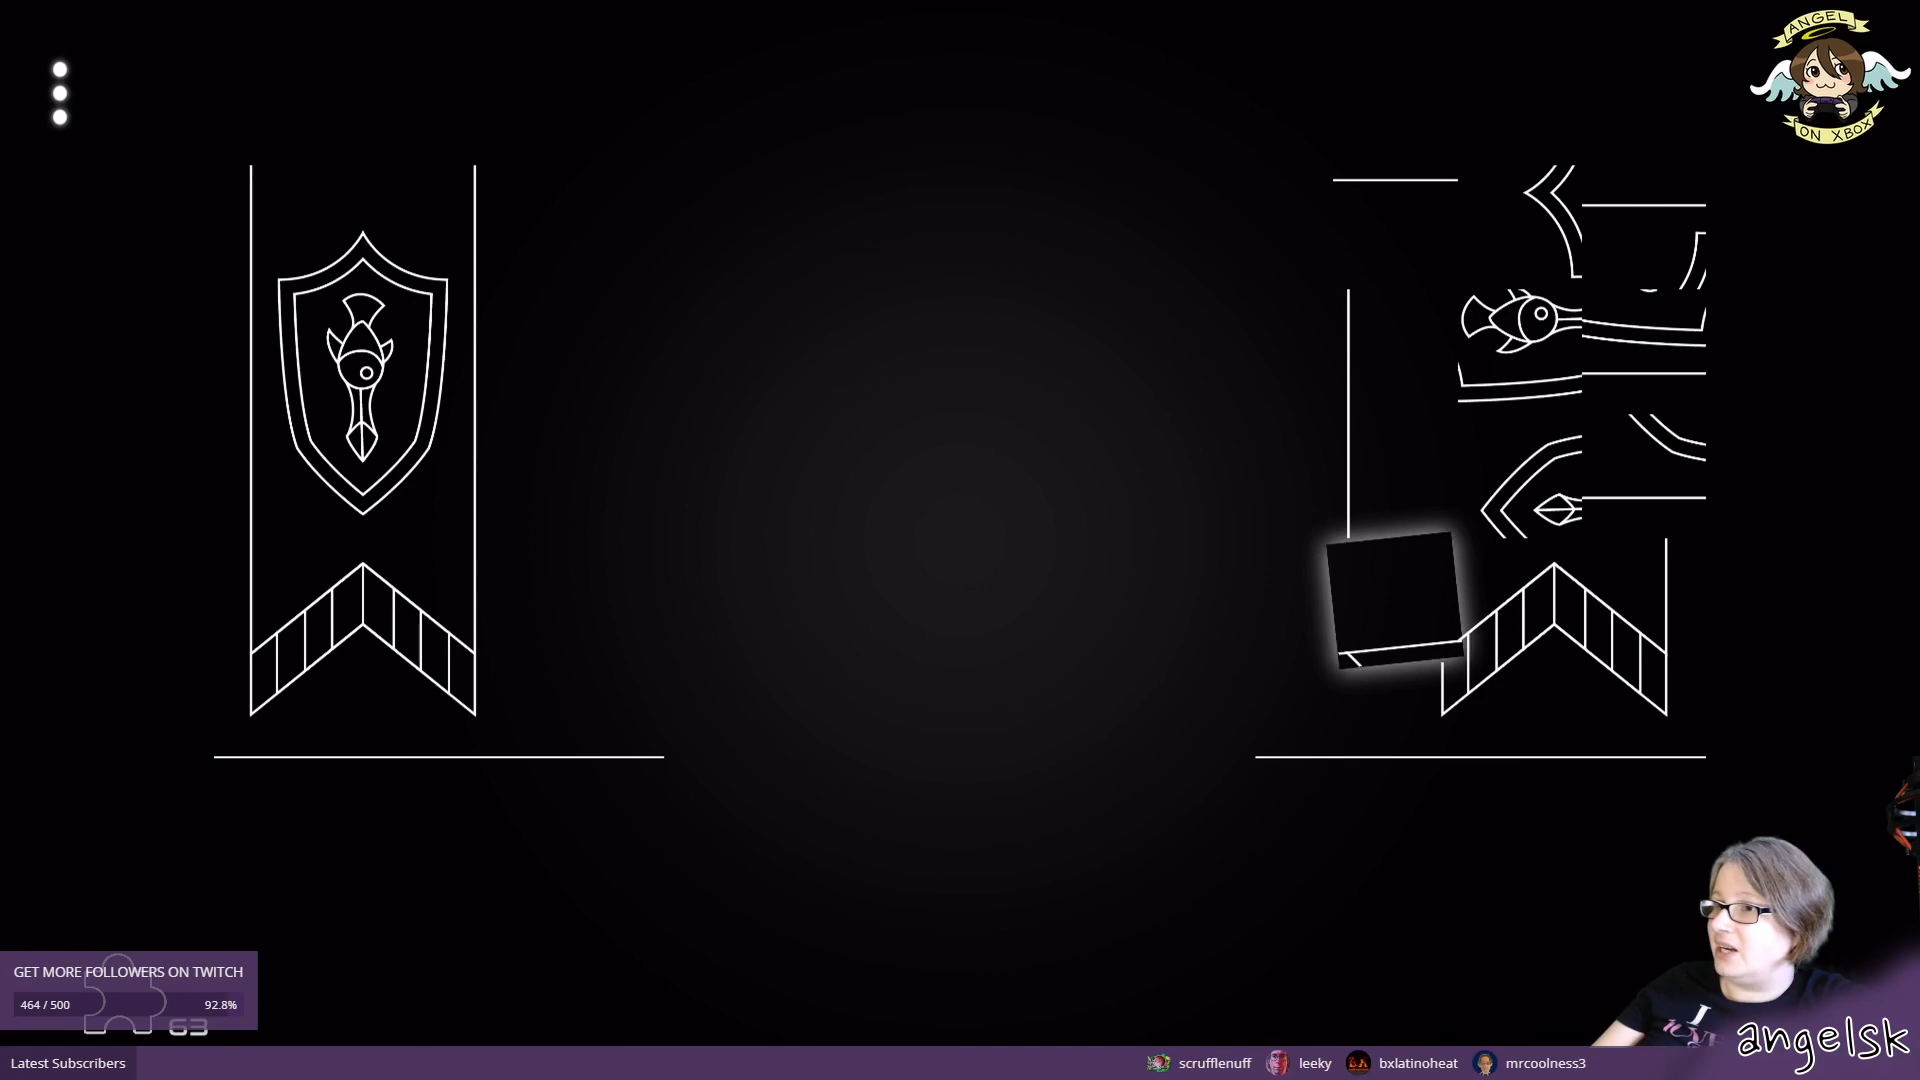 ANGEL
ON XBOX
GET MORE FOLLOWERS ON TWITCH
464 / 500 92.8%
63
angelsk
Latest Subscribers scrufflenuff leeky bxlatinoheat mrcoolness3